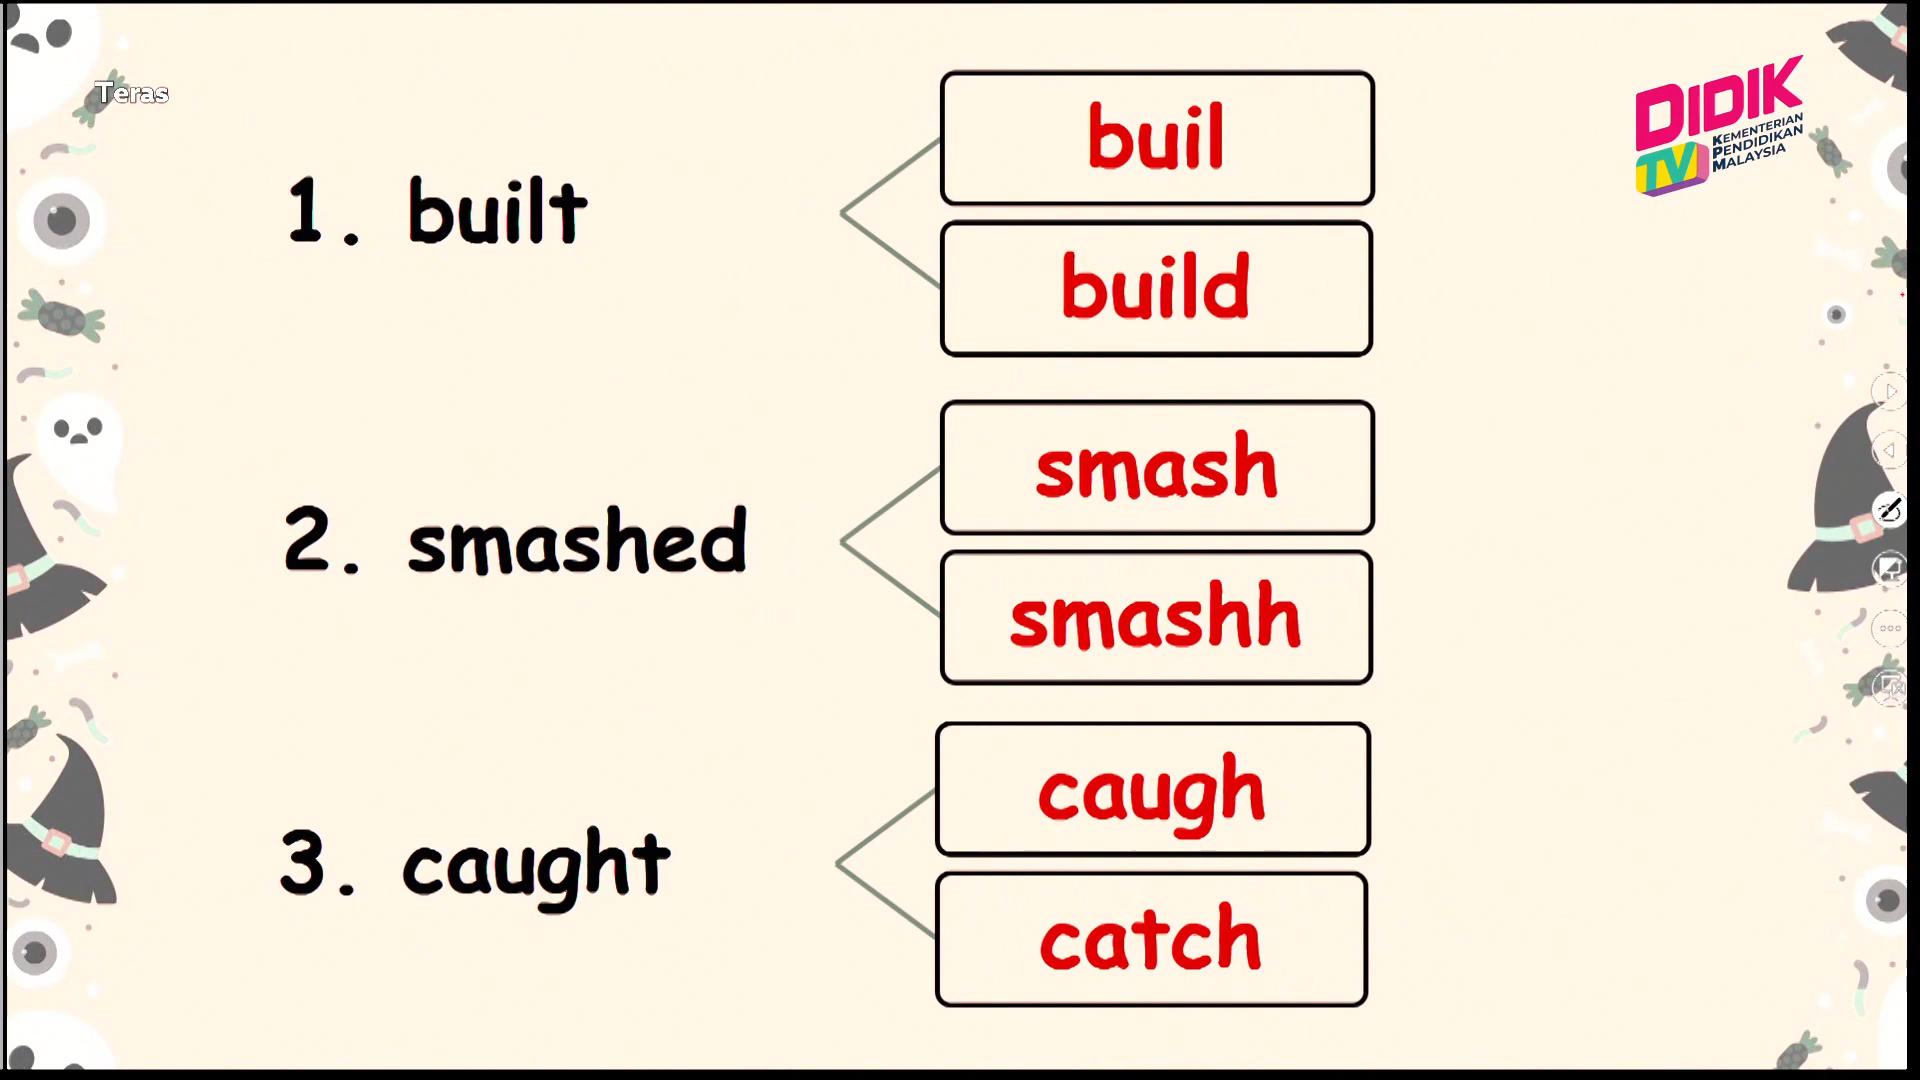 Teras
DIDIK
TV
KEMENTERIAN
PENDIDIKAN
MALAYSIA
1. built
buil
build
2. smashed
smash
smashh
3. caught
caugh
catch